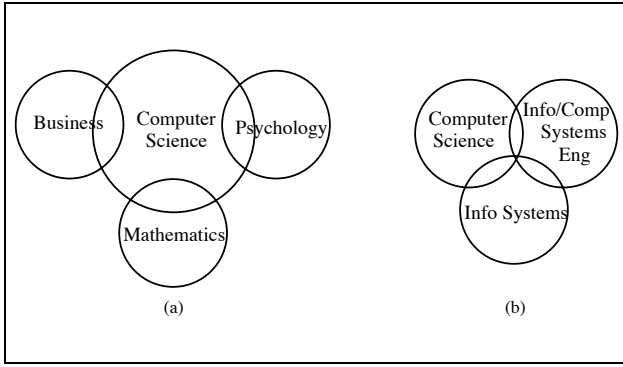 Business
Computer
Science
Psychology
Mathematics
(a)
Computer
Science
Info/Comp
Systems
Eng
Info Systems
(b)